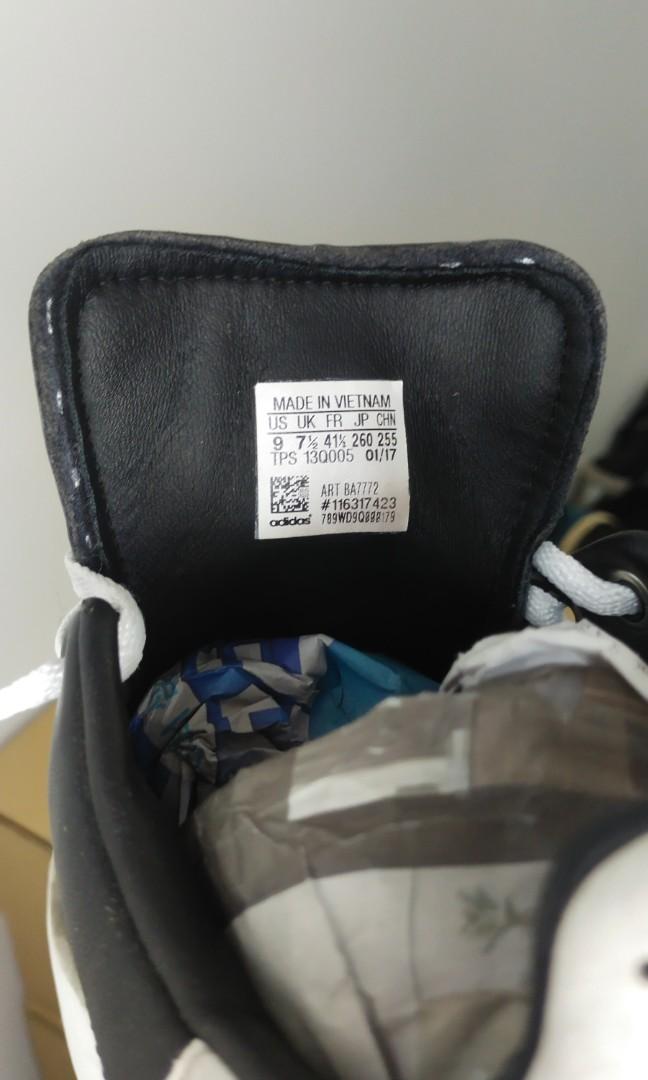 MADE IN VIETNAM
US UK FR JP CHN
9 7½ 41⅓ 260 255
TPS 13Q005 01/17
ART BA7772
#116317423
adidas